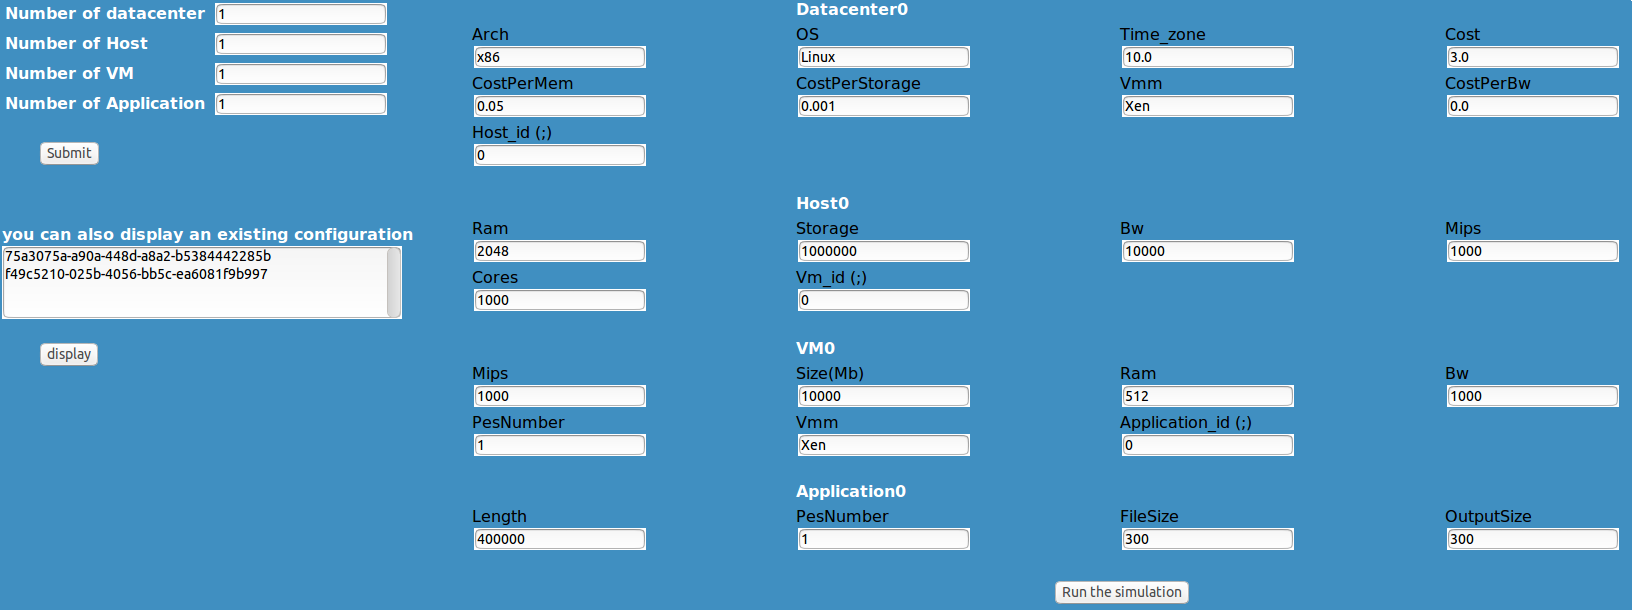 Number of datacenter 1
Number of Host 1
Number of VM 1
Number of Application 1
Submit
you can also display an existing configuration
75a3075a-a90a-448d-a8a2-b5384442285b
f49c5210-025b-4056-bb5c-ea6081f9b997
display
Datacenter0
Arch OS Time_zone Cost
x86 Linux 10.0 3.0
CostPerMem CostPerStorage Vmm CostPerBw
0.05 0.001 Xen 0.0
Host_id (;)
0
Host0
Ram Storage Bw Mips
2048 1000000 10000 1000
Cores Vm_id (;)
1000 0
VM0
Mips Size(Mb) Ram Bw
1000 10000 512 1000
PesNumber Vmm Application_id (;)
1 Xen 0
Application0
Length PesNumber FileSize OutputSize
400000 1 300 300
Run the simulation